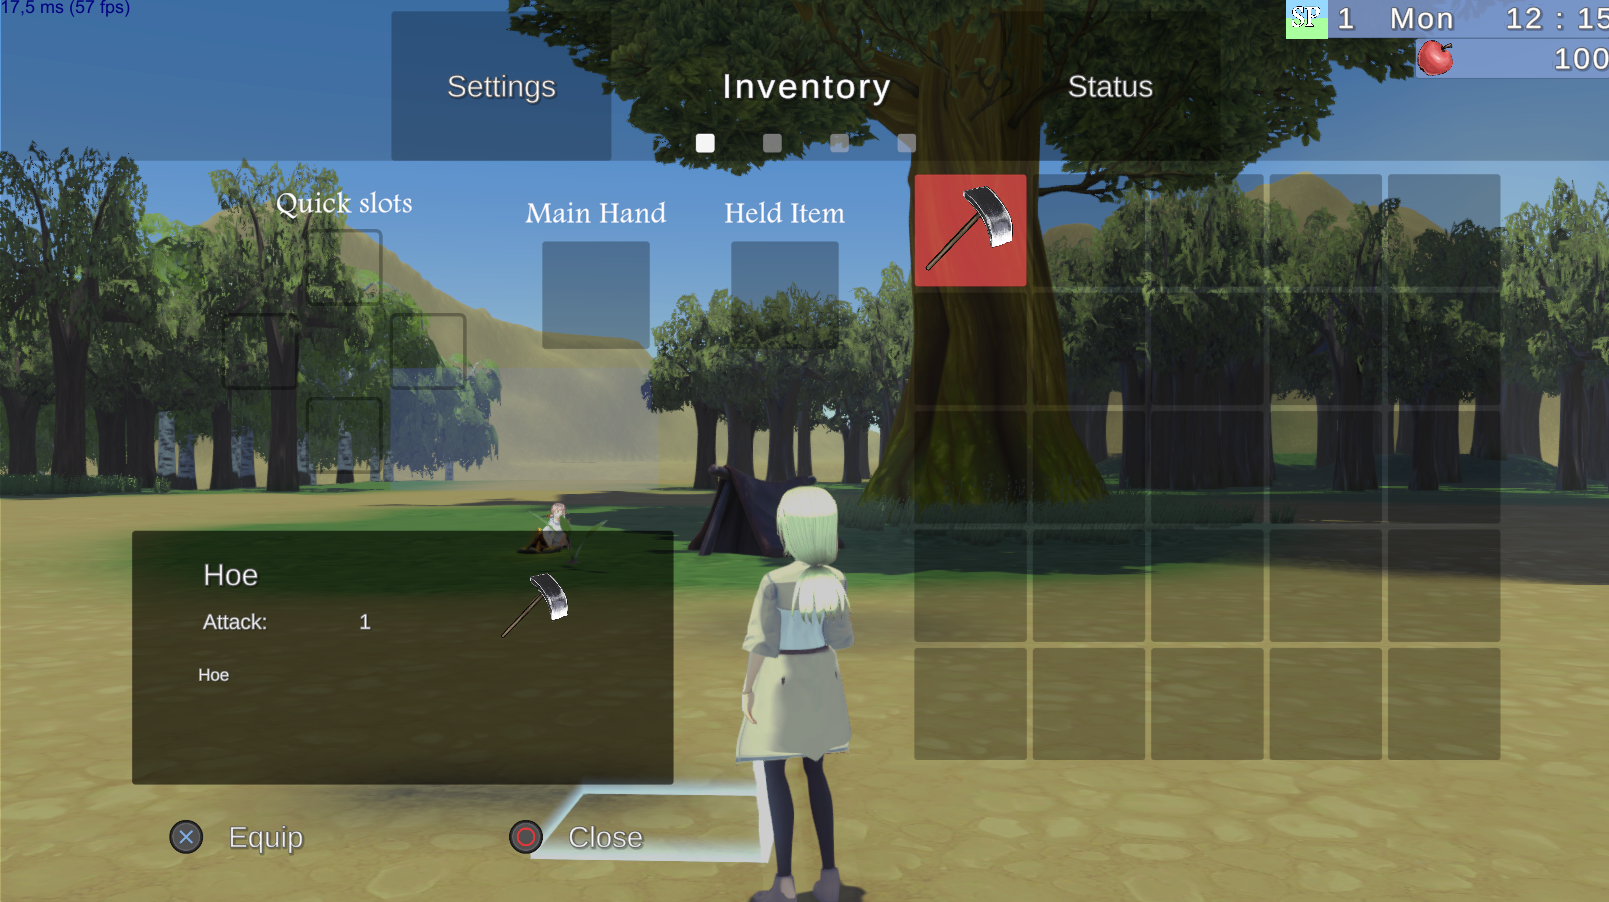 17,5 ms (57 fps)
SP 1 Mon 12 : 15
100
Settings
Inventory
Status
Quick slots
Main Hand
Held Item
Hoe
Attack: 1
Hoe
Equip
Close